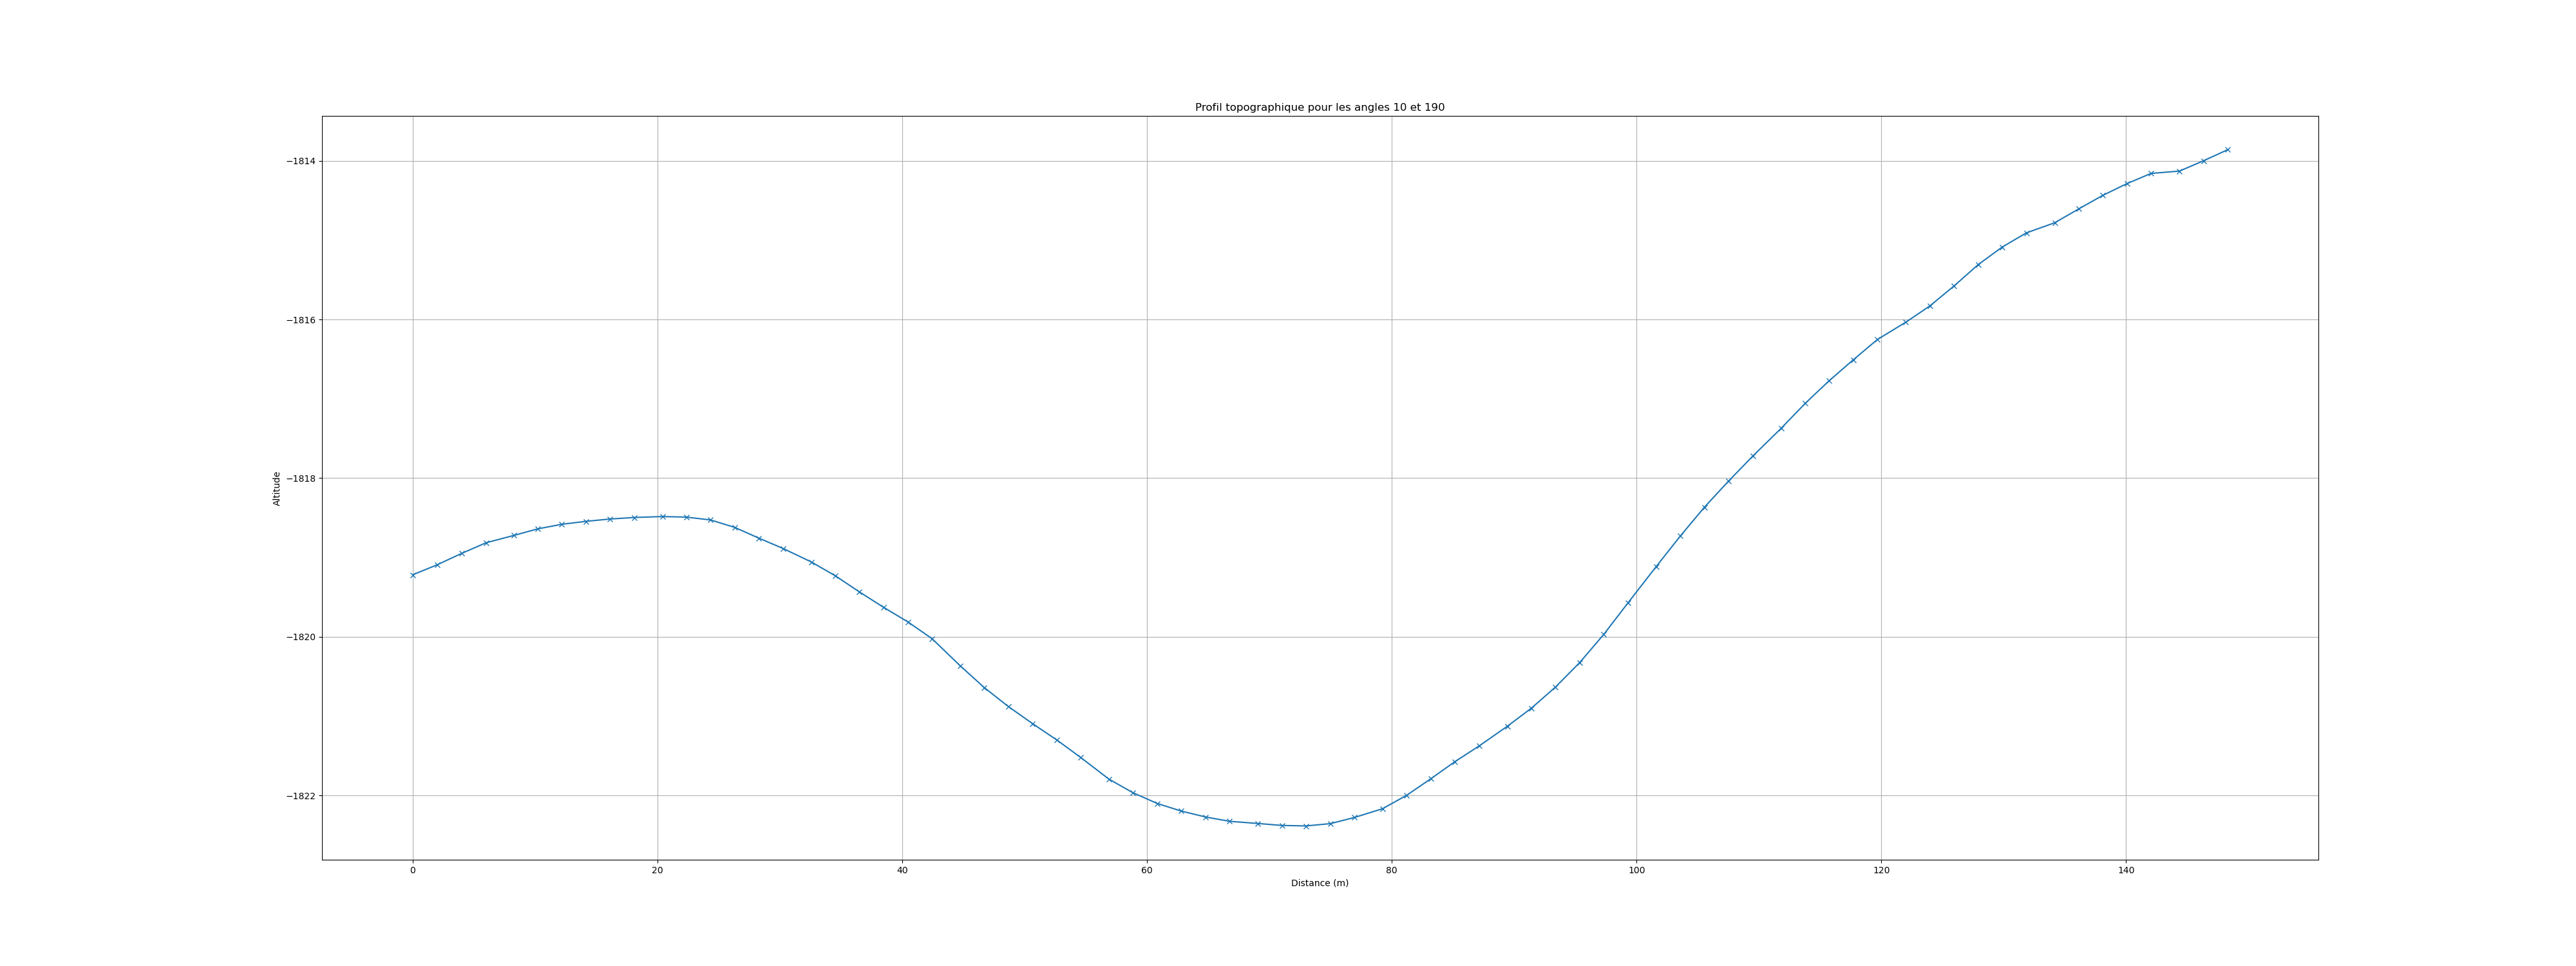 Profil topographique pour les angles 10 et 190
Altitude
−1814
−1816
−1818
−1820
−1822
0 20 40 60 80 100 120 140
Distance (m)